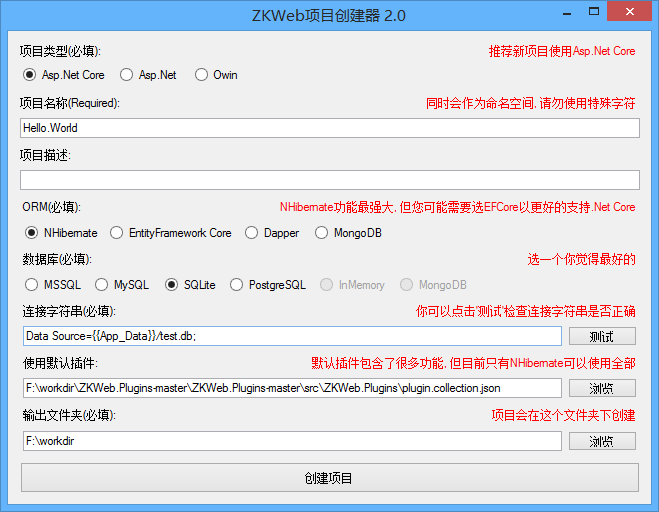 ZKWeb项目创建器 2.0
项目类型(必填): 推荐新项目使用Asp.Net Core
Asp.Net Core Asp.Net Owin
项目名称(Required): 同时会作为命名空间, 请勿使用特殊字符
Hello.World
项目描述:
ORM(必填): NHibernate功能最强大, 但您可能需要选EFCore以更好的支持.Net Core
NHibernate EntityFramework Core Dapper MongoDB
数据库(必填): 选一个你觉得最好的
MSSQL MySQL SQLite PostgreSQL InMemory MongoDB
连接字符串(必填): 你可以点击'测试'检查连接字符串是否正确
Data Source={{App_Data}}/test.db; 测试
使用默认插件: 默认插件包含了很多功能, 但目前只有NHibernate可以使用全部
F:\workdir\ZKWeb.Plugins-master\ZKWeb.Plugins-master\src\ZKWeb.Plugins\plugin.collection.json 浏览
输出文件夹(必填): 项目会在这个文件夹下创建
F:\workdir 浏览
创建项目